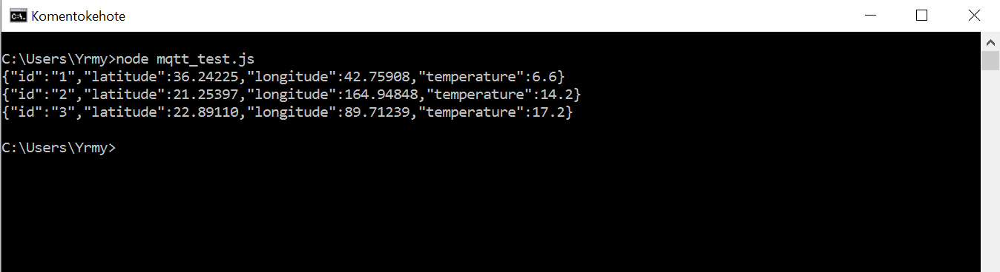 Komentokehote
C:\Users\Yrmy>node mqtt_test.js
{"id":"1","latitude":36.24225,"longitude":42.75908,"temperature":6.6}
{"id":"2","latitude":21.25397,"longitude":164.94848,"temperature":14.2}
{"id":"3","latitude":22.89110,"longitude":89.71239,"temperature":17.2}
C:\Users\Yrmy>